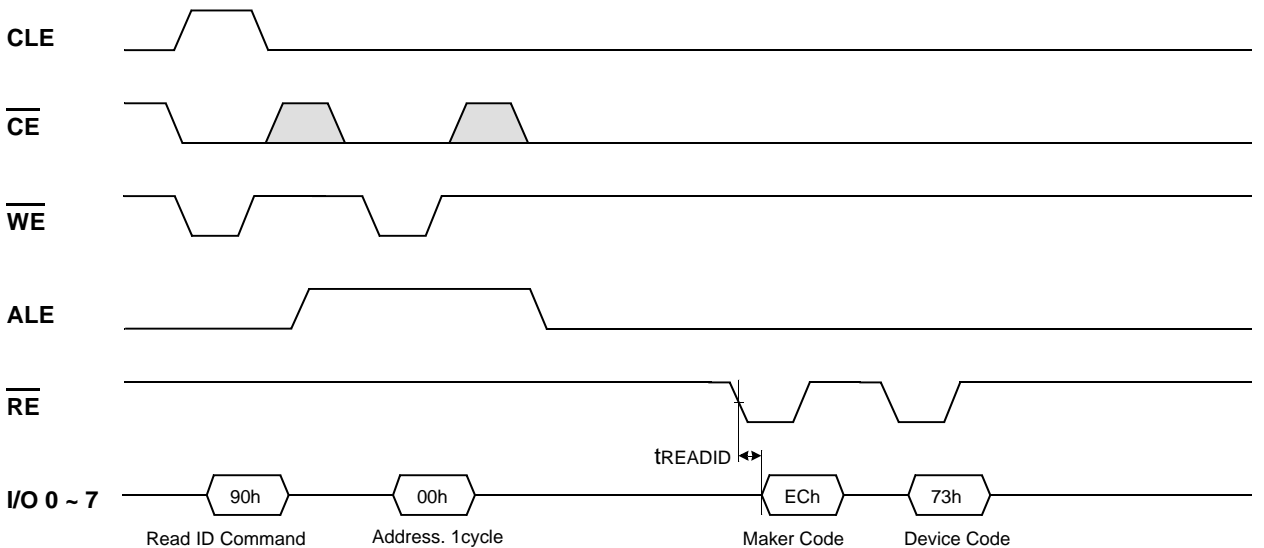 CLE
CE
WE
ALE
RE
tREADID
I/O 0 ~ 7
90h
00h
ECh
73h
Read ID Command
Address. 1cycle
Maker Code
Device Code